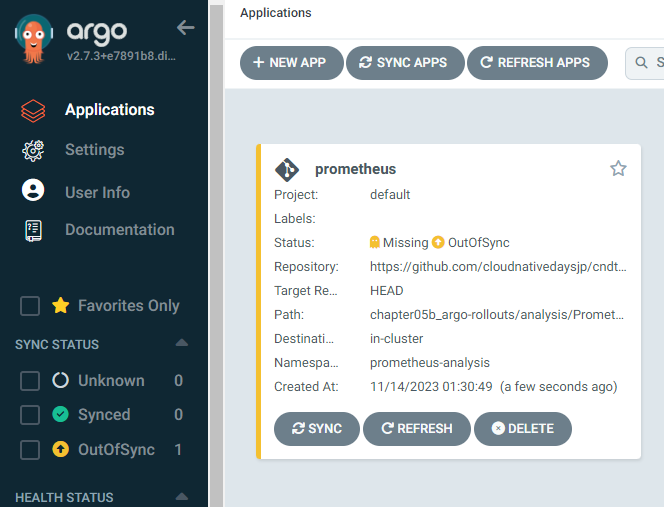 argo
v2.7.3+e7891b8.di...
Applications
Settings
User Info
Documentation
Favorites Only
SYNC STATUS
Unknown 0
Synced 0
OutOfSync 1
HEALTH STATUS
Applications
NEW APP SYNC APPS REFRESH APPS S
prometheus
Project: default
Labels:
Status: Missing OutOfSync
Repository: https://github.com/cloudnativedaysjp/cndt...
Target Re... HEAD
Path: chapter05b_argo-rollouts/analysis/Promet...
Destinati... in-cluster
Namespa... prometheus-analysis
Created At: 11/14/2023 01:30:49 (a few seconds ago)
SYNC REFRESH DELETE